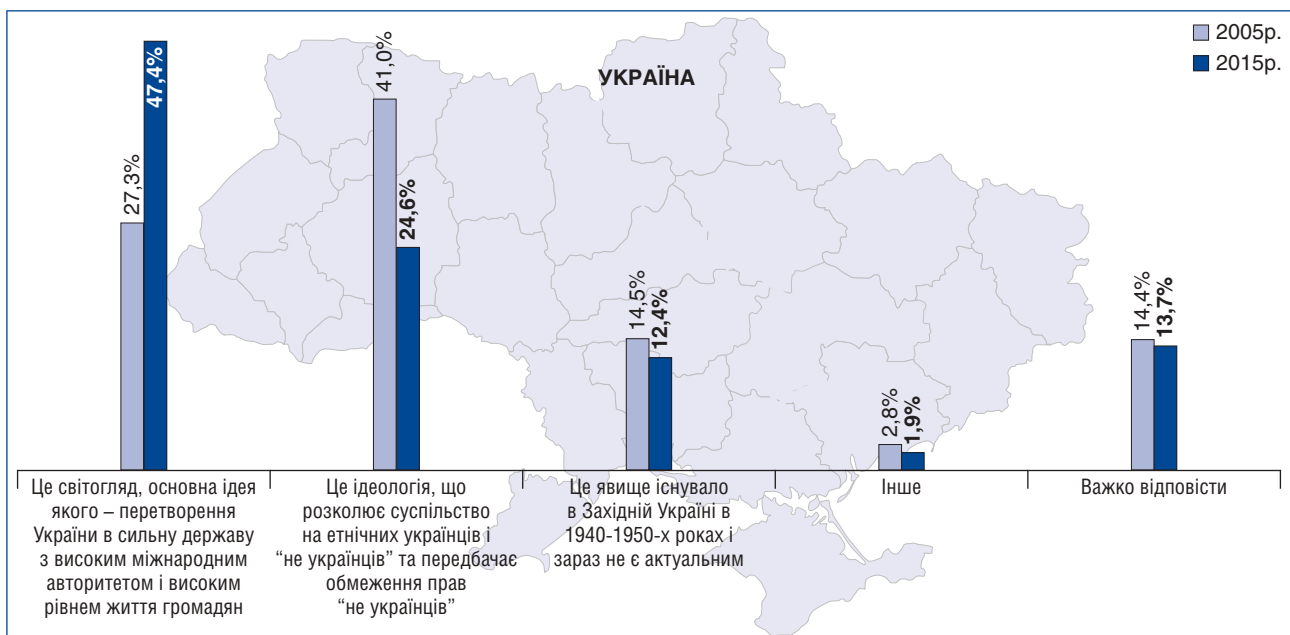 УКРАЇНА
2005р.
2015р.
27,3%
47,4%
41,0%
24,6%
14,5%
12,4%
2,8%
1,9%
14,4%
13,7%
Це світогляд, основна ідея
якого – перетворення
України в сильну державу
з високим міжнародним
авторитетом і високим
рівнем життя громадян
Це ідеологія, що
розколює суспільство
на етнічних українців і
“не українців” та передбачає
обмеження прав
“не українців”
Це явище існувало
в Західній Україні в
1940-1950-х роках і
зараз не є актуальним
Інше
Важко відповісти